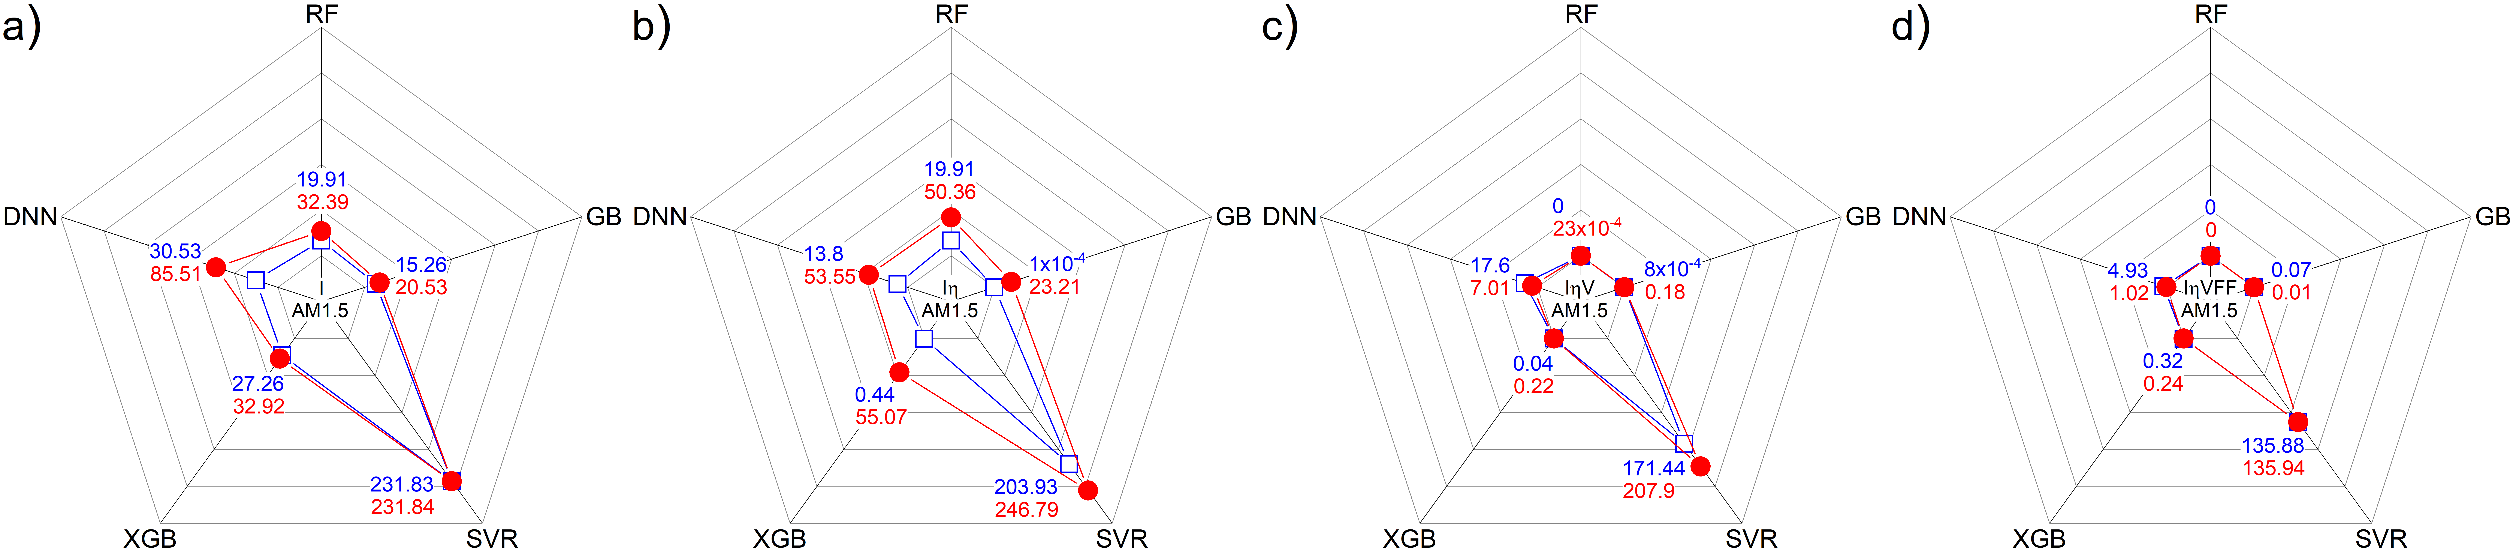 a)
RF
19.91
32.39
DNN
GB
30.53
85.51
15.26
20.53
I
AM1.5
27.26
32.92
231.83
231.84
XGB
SVR
b)
RF
19.91
50.36
DNN
GB
13.8
53.55
1x10-4
23.21
Iη
AM1.5
0.44
55.07
203.93
246.79
XGB
SVR
c)
RF
0
23x10-4
DNN
GB
17.6
7.01
8x10-4
0.18
IηV
AM1.5
0.04
0.22
171.44
207.9
XGB
SVR
d)
RF
0
0
DNN
GB
4.93
1.02
0.07
0.01
IηVFF
AM1.5
0.32
0.24
135.88
135.94
XGB
SVR